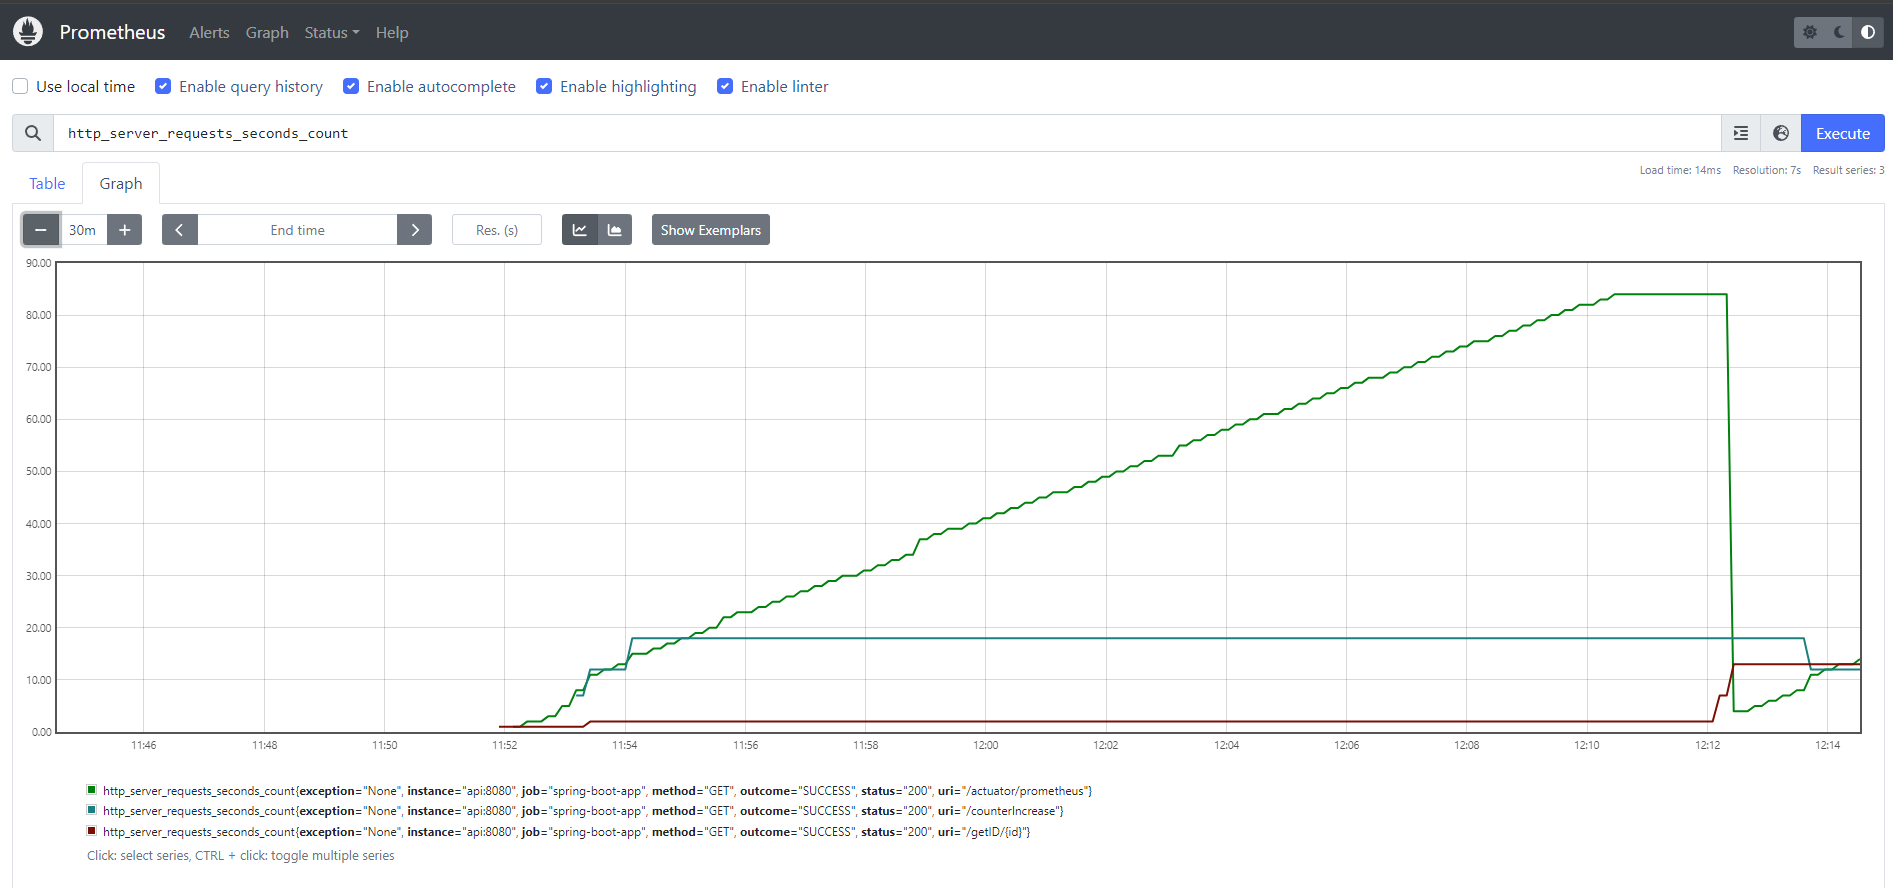 Prometheus Alerts Graph Status Help
Use local time Enable query history Enable autocomplete Enable highlighting Enable linter
http_server_requests_seconds_count Execute
Load time: 14ms Resolution: 7s Result series: 3
Table Graph
30m End time Res. (s) Show Exemplars
90.00
80.00
70.00
60.00
50.00
40.00
30.00
20.00
10.00
0.00
11:46 11:48 11:50 11:52 11:54 11:56 11:58 12:00 12:02 12:04 12:06 12:08 12:10 12:12 12:14
http_server_requests_seconds_count{exception="None", instance="api:8080", job="spring-boot-app", method="GET", outcome="SUCCESS", status="200", uri="/actuator/prometheus"}
http_server_requests_seconds_count{exception="None", instance="api:8080", job="spring-boot-app", method="GET", outcome="SUCCESS", status="200", uri="/counterIncrease"}
http_server_requests_seconds_count{exception="None", instance="api:8080", job="spring-boot-app", method="GET", outcome="SUCCESS", status="200", uri="/getID/{id}"}
Click: select series, CTRL + click: toggle multiple series